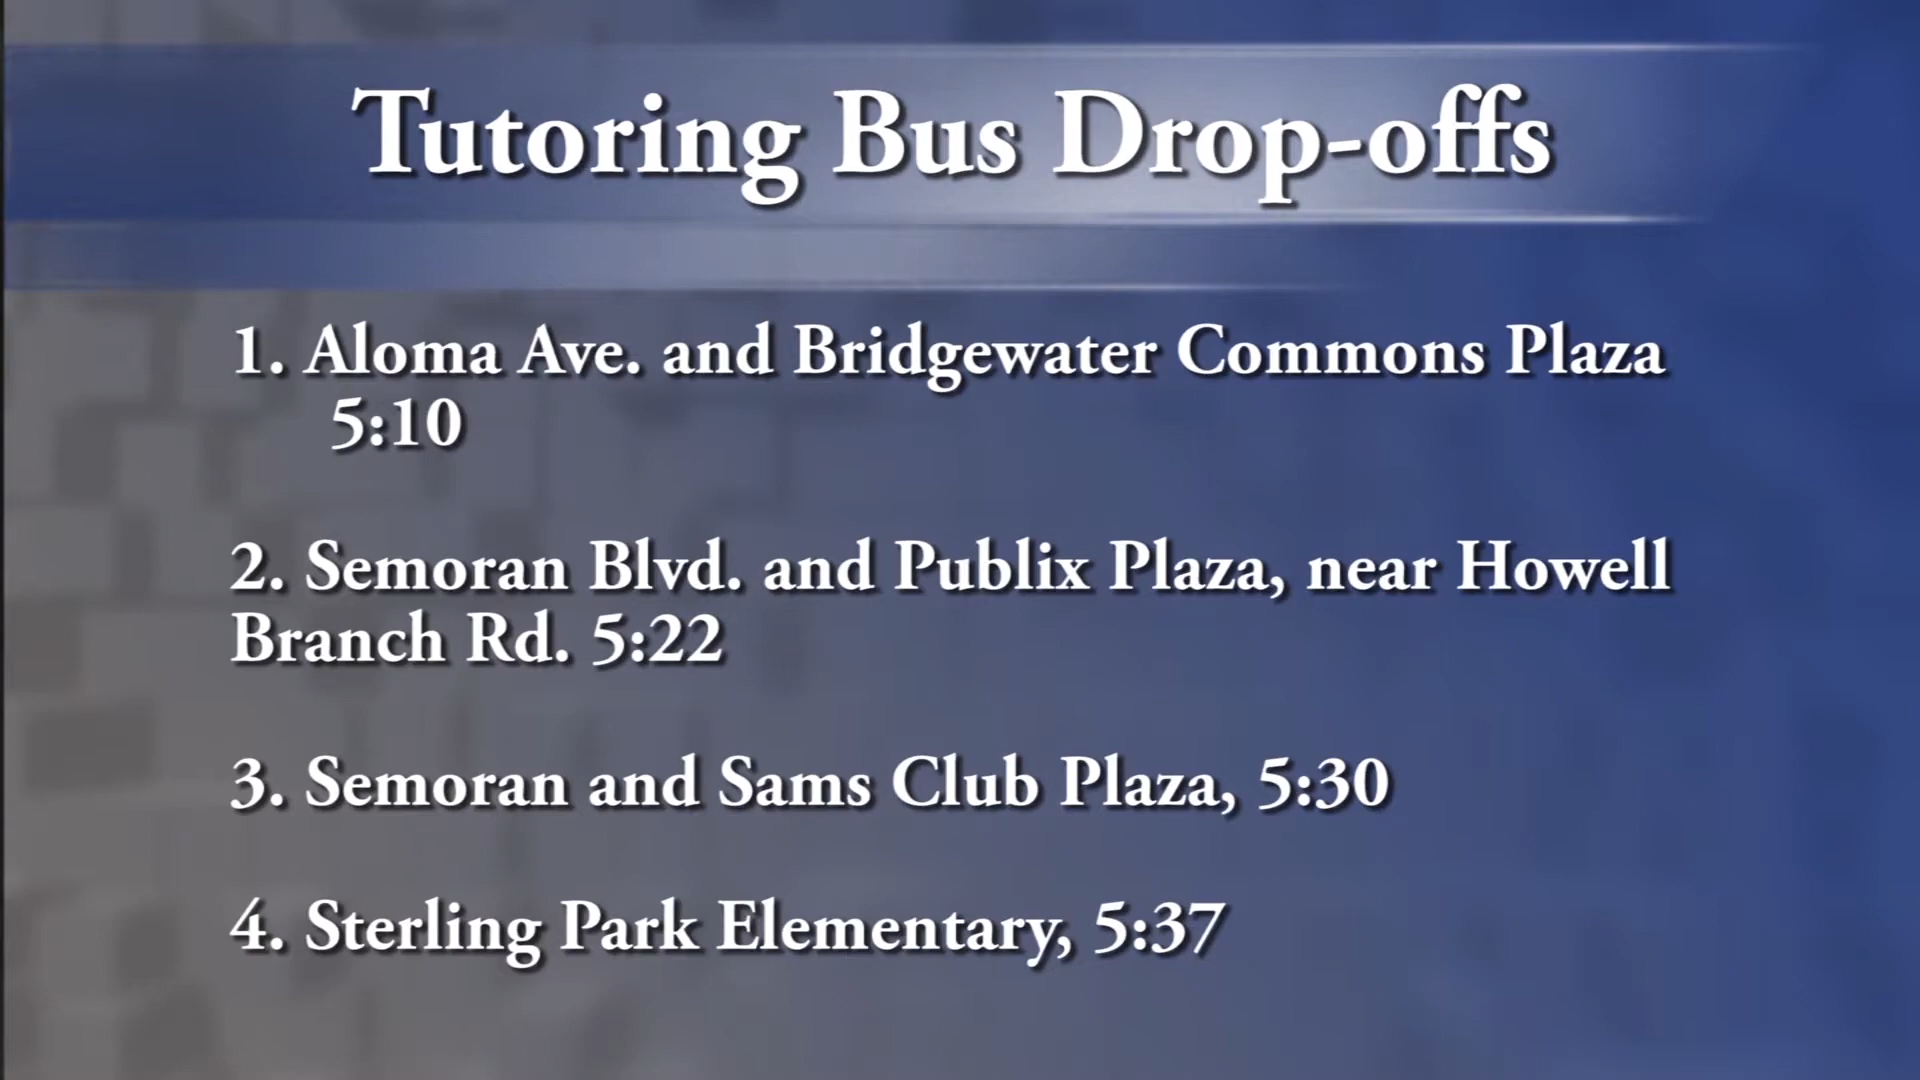 Tutoring Bus Drop-offs
1. Aloma Ave. and Bridgewater Commons Plaza
5:10
2. Semoran Blvd. and Publix Plaza, near Howell
Branch Rd. 5:22
3. Semoran and Sams Club Plaza, 5:30
4. Sterling Park Elementary, 5:37